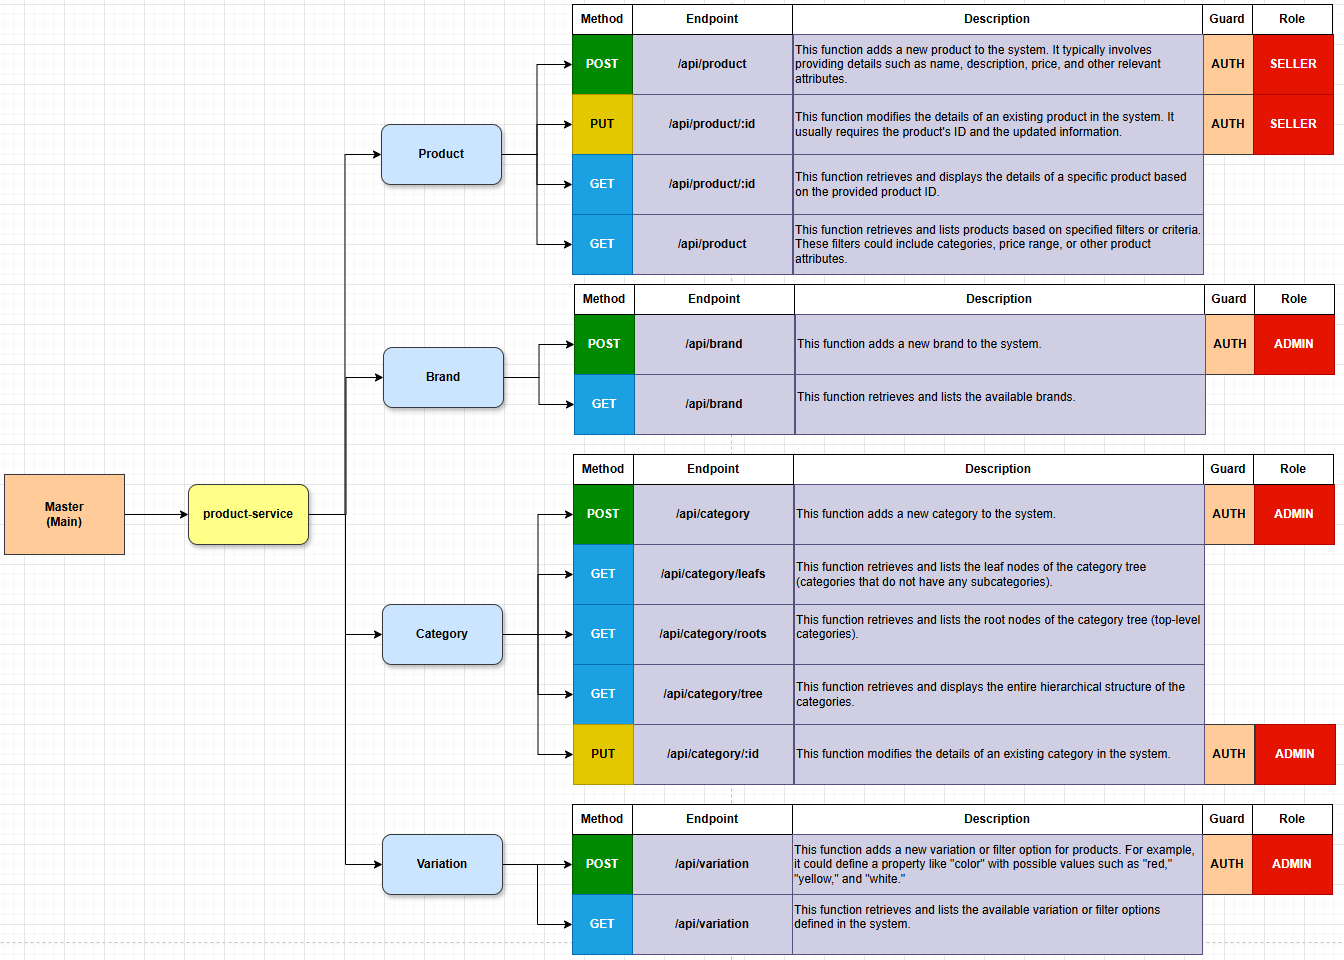 Master
(Main)
product-service
Product
Method Endpoint Description Guard Role
POST /api/product This function adds a new product to the system. It typically involves
providing details such as name, description, price, and other relevant
attributes. AUTH SELLER
PUT /api/product/:id This function modifies the details of an existing product in the system. It
usually requires the product's ID and the updated information. AUTH SELLER
GET /api/product/:id This function retrieves and displays the details of a specific product based
on the provided product ID.
GET /api/product This function retrieves and lists products based on specified filters or criteria.
These filters could include categories, price range, or other product
attributes.
Brand
Method Endpoint Description Guard Role
POST /api/brand This function adds a new brand to the system. AUTH ADMIN
GET /api/brand This function retrieves and lists the available brands.
Category
Method Endpoint Description Guard Role
POST /api/category This function adds a new category to the system. AUTH ADMIN
GET /api/category/leafs This function retrieves and lists the leaf nodes of the category tree
(categories that do not have any subcategories).
GET /api/category/roots This function retrieves and lists the root nodes of the category tree (top-level
categories).
GET /api/category/tree This function retrieves and displays the entire hierarchical structure of the
categories.
PUT /api/category/:id This function modifies the details of an existing category in the system. AUTH ADMIN
Variation
Method Endpoint Description Guard Role
POST /api/variation This function adds a new variation or filter option for products. For example,
it could define a property like "color" with possible values such as "red,"
"yellow," and "white." AUTH ADMIN
GET /api/variation This function retrieves and lists the available variation or filter options
defined in the system.